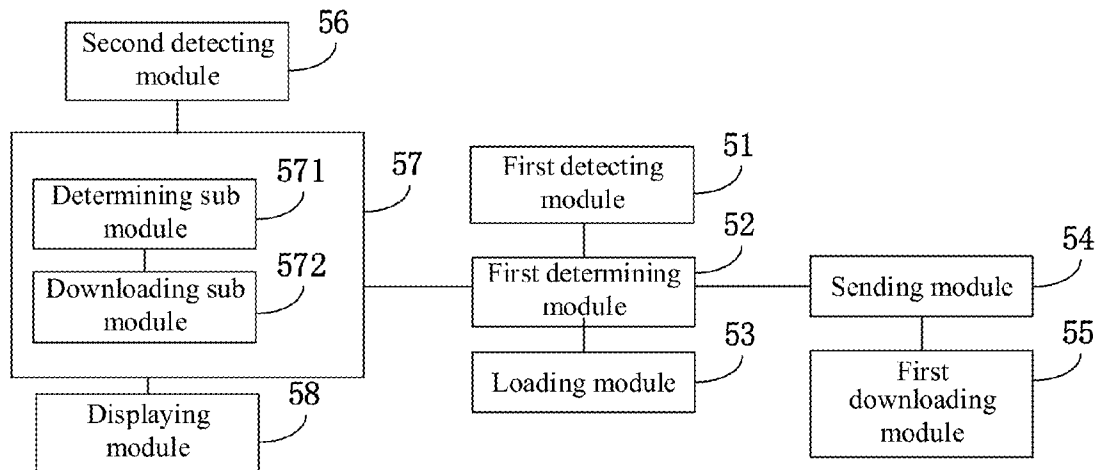 56
Second detecting
module
571
Determining sub
module
572
Downloading sub
module
57
58
Displaying
module
51
First detecting
module
52
First determining
module
53
Loading module
54
Sending module
55
First
downloading
module